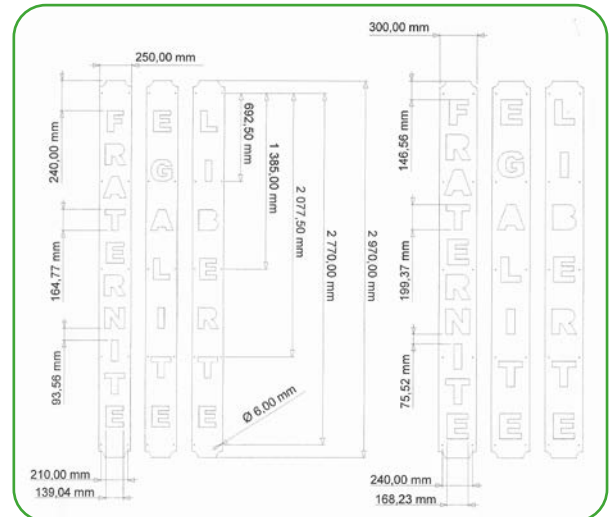 300,00 mm
250,00 mm
240,00 mm
164,77 mm
93,56 mm
FRATERNITE
EGALITE
LIBERTE
692,50 mm
1 385,00 mm
2 077,50 mm
2 770,00 mm
2 970,00 mm
Ø 6,00 mm
210,00 mm
139,04 mm
146,56 mm
199,37 mm
75,52 mm
FRATERNITE
EGALITE
LIBERTE
240,00 mm
168,23 mm